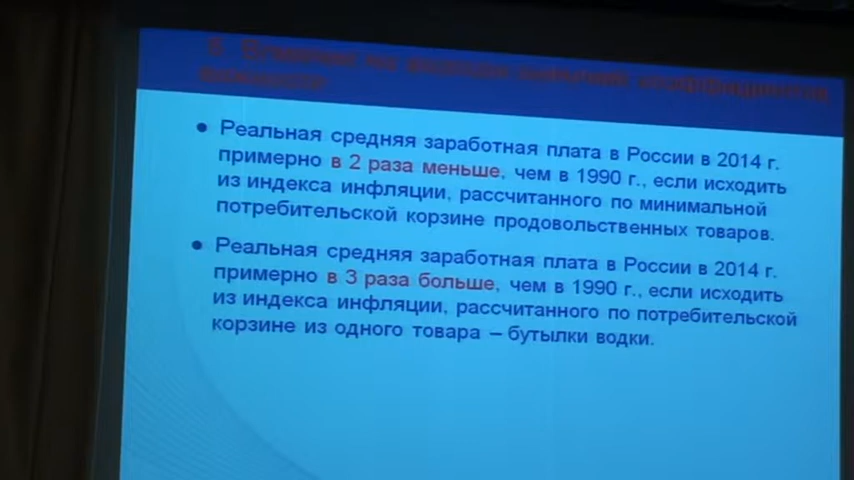 • Реальная средняя заработная плата в России в 2014 г.
примерно в 2 раза меньше, чем в 1990 г., если исходить
из индекса инфляции, рассчитанного по минимальной
потребительской корзине продовольственных товаров.
• Реальная средняя заработная плата в России в 2014 г.
примерно в 3 раза больше, чем в 1990 г., если исходить
из индекса инфляции, рассчитанного по потребительской
корзине из одного товара – бутылки водки.